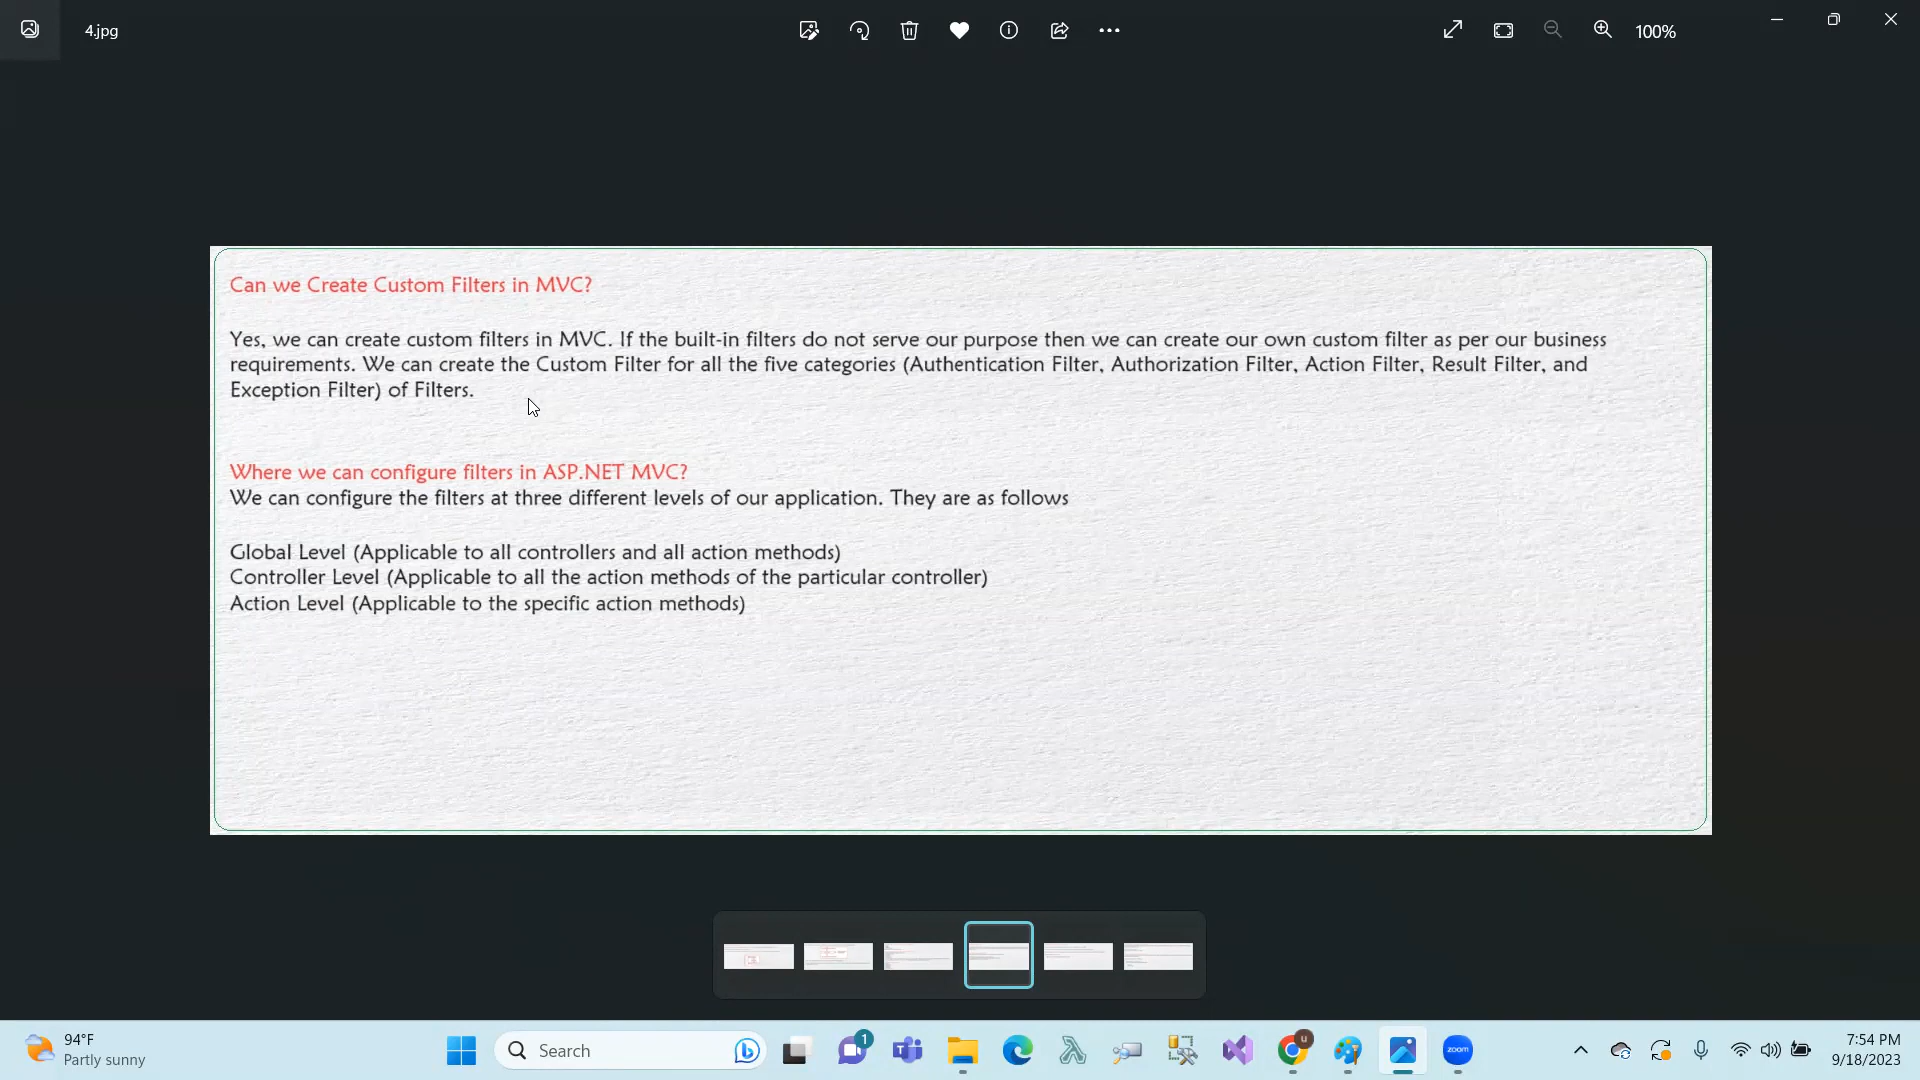 4.jpg
100%
Can we Create Custom Filters in MVC?
Yes, we can create custom filters in MVC. If the built-in filters do not serve our purpose then we can create our own custom filter as per our business
requirements. We can create the Custom Filter for all the five categories (Authentication Filter, Authorization Filter, Action Filter, Result Filter, and
Exception Filter) of Filters.
Where we can configure filters in ASP.NET MVC?
We can configure the filters at three different levels of our application. They are as follows
Global Level (Applicable to all controllers and all action methods)
Controller Level (Applicable to all the action methods of the particular controller)
Action Level (Applicable to the specific action methods)
94°F
Partly sunny
Search
1
u
zoom
7:54 PM
9/18/2023